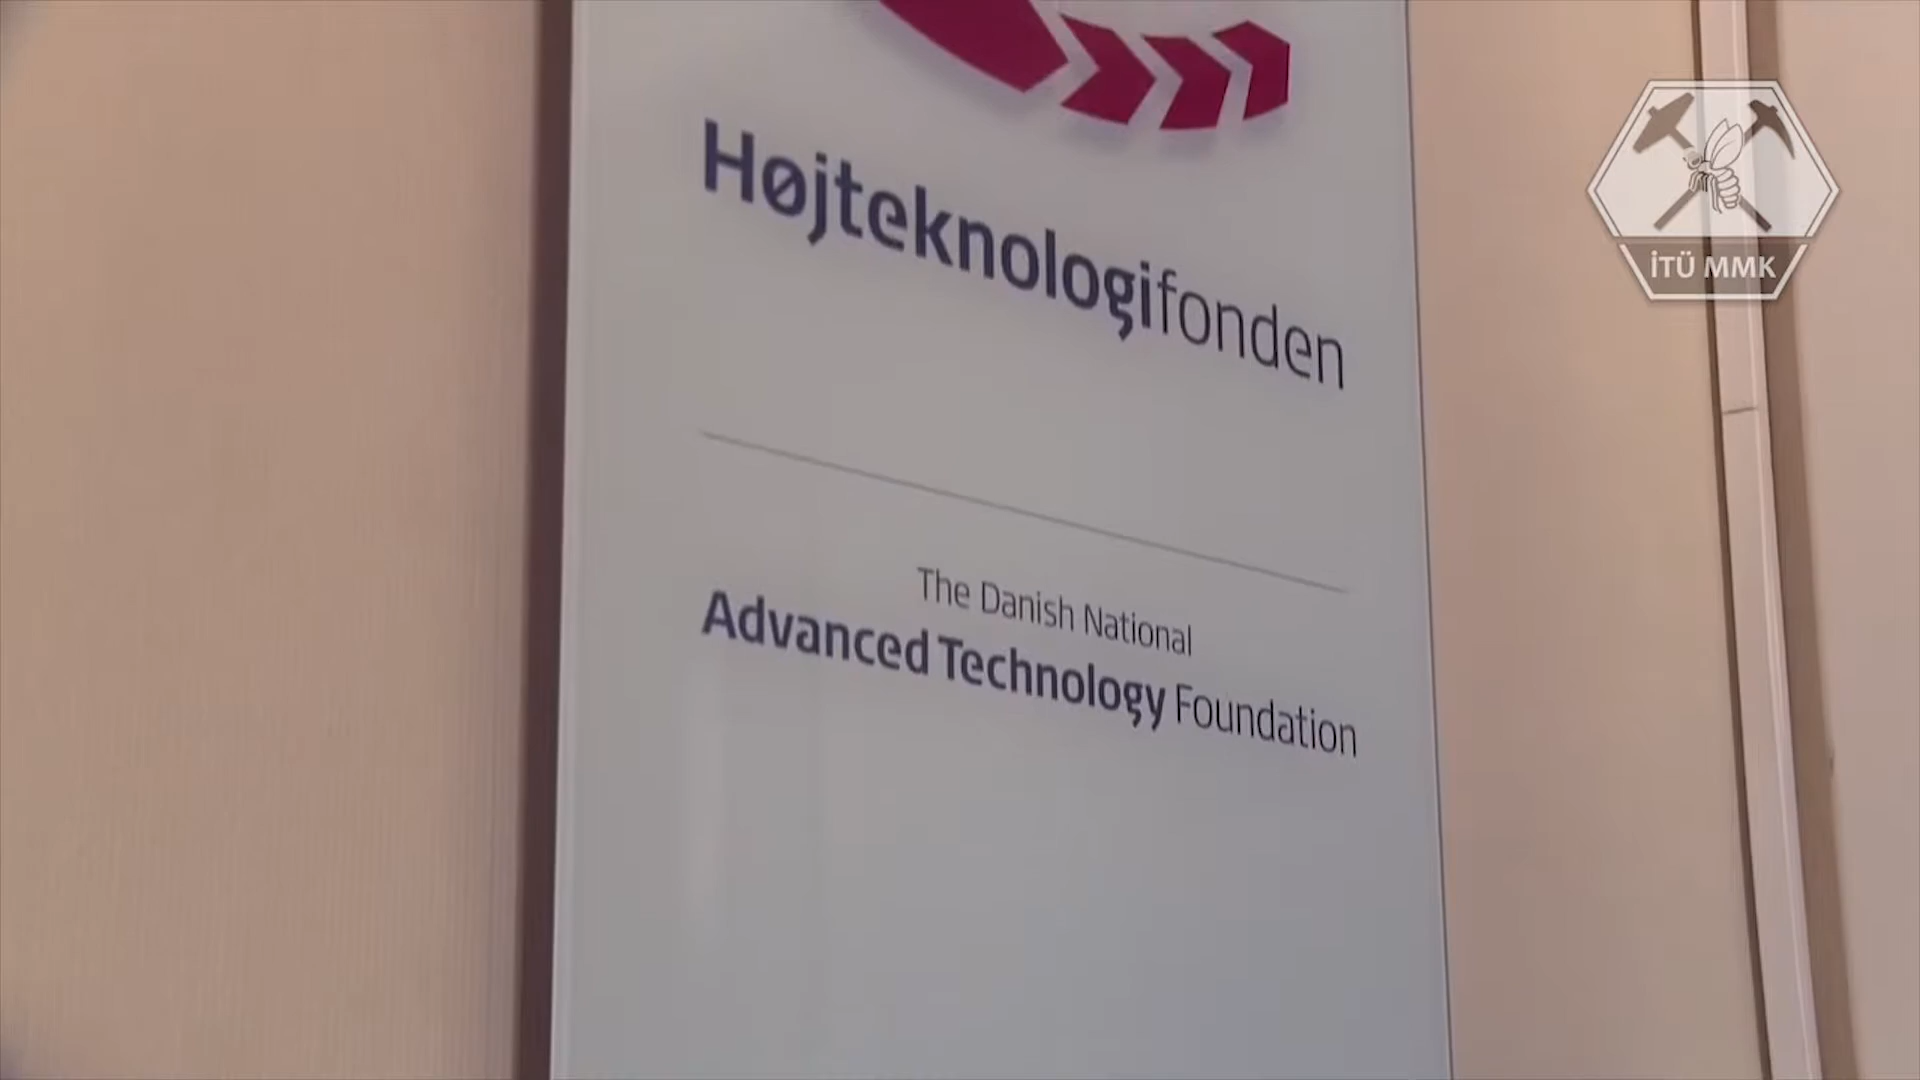 Højteknologifonden
The Danish National
Advanced Technology Foundation
İTÜ MMK